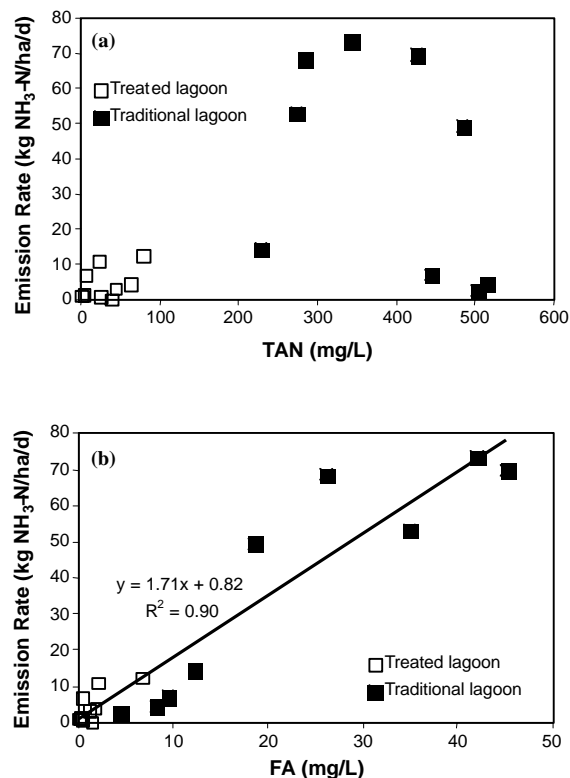 (a)
Treated lagoon
Traditional lagoon
Emission Rate (kg NH3-N/ha/d)
80
70
60
50
40
30
20
10
0
0 100 200 300 400 500 600
TAN (mg/L)
(b)
Emission Rate (kg NH3-N/ha/d)
80
70
60
50
40
30
20
10
0
y = 1.71x + 0.82
R² = 0.90
Treated lagoon
Traditional lagoon
0 10 20 30 40 50
FA (mg/L)